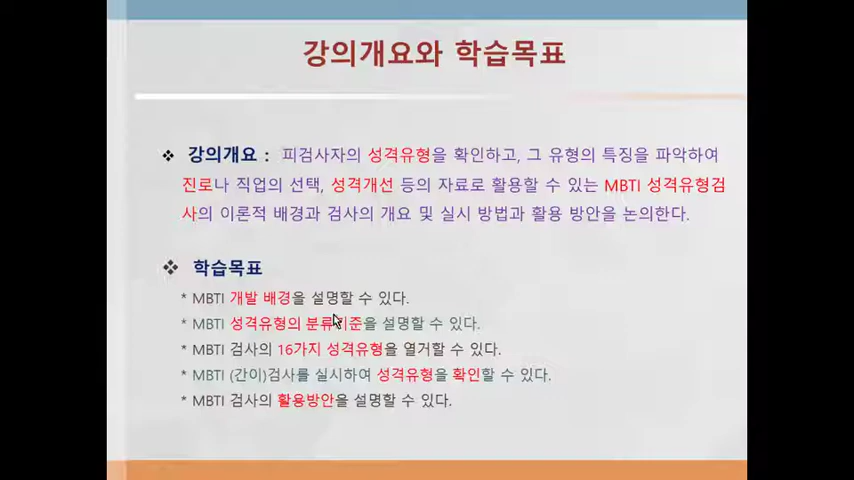 강의개요와 학습목표
❖ 강의개요 : 피검사자의 성격유형을 확인하고, 그 유형의 특징을 파악하여
진로나 직업의 선택, 성격개선 등의 자료로 활용할 수 있는 MBTI 성격유형검
사의 이론적 배경과 검사의 개요 및 실시 방법과 활용 방안을 논의한다.
❖ 학습목표
* MBTI 개발 배경을 설명할 수 있다.
* MBTI 성격유형의 분류기준을 설명할 수 있다.
* MBTI 검사의 16가지 성격유형을 열거할 수 있다.
* MBTI (간이)검사를 실시하여 성격유형을 확인할 수 있다.
* MBTI 검사의 활용방안을 설명할 수 있다.